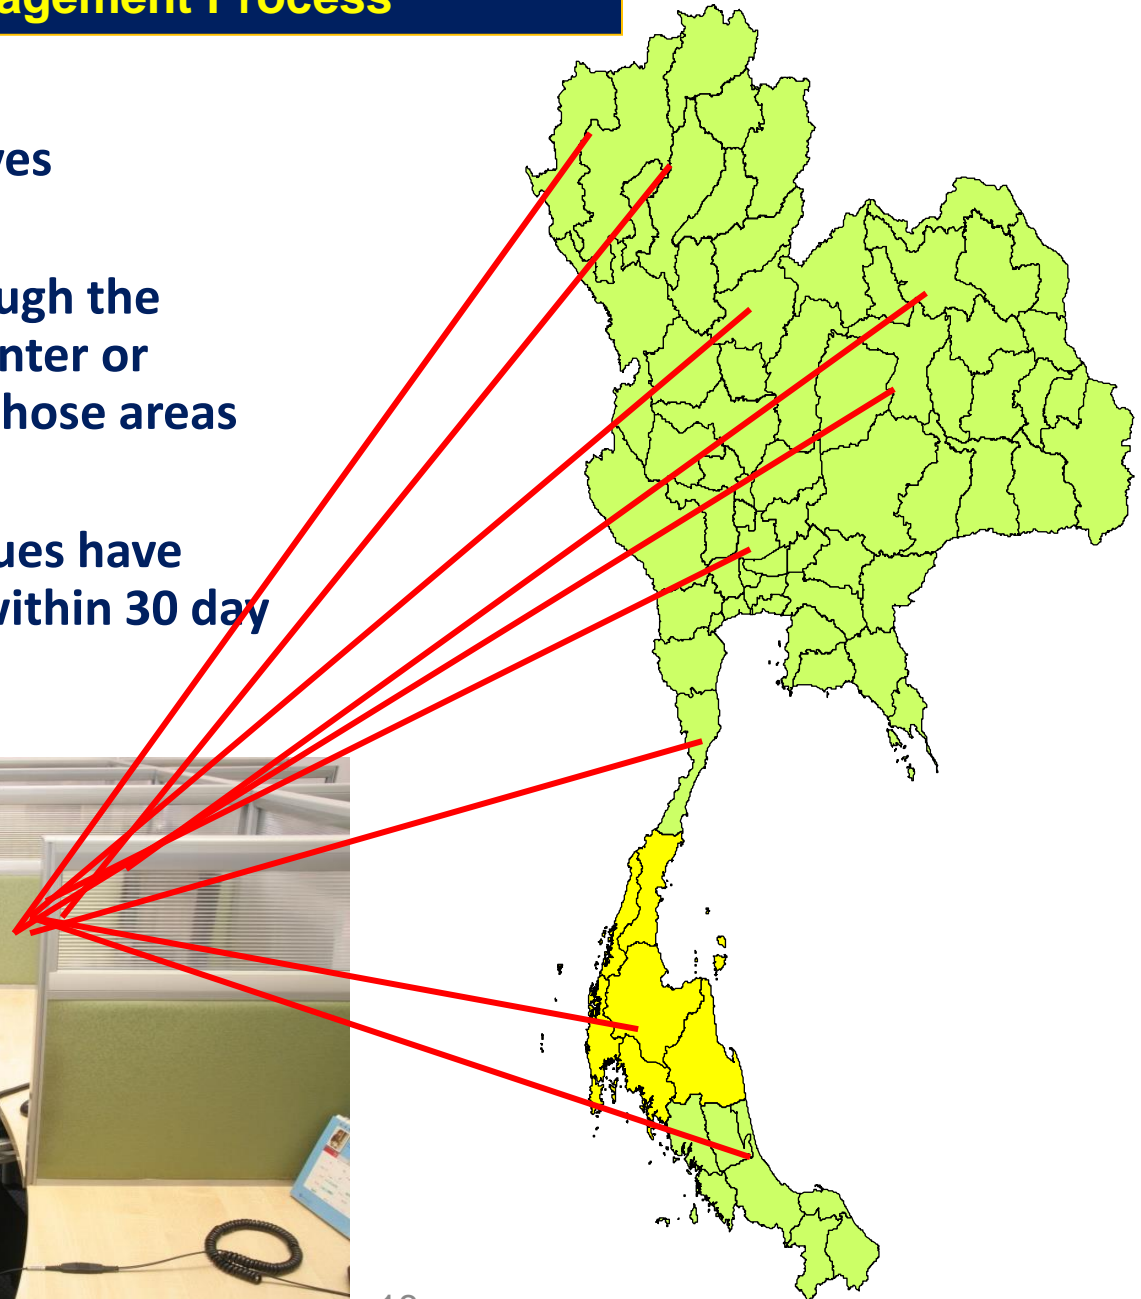 agement Process
ves
ugh the
nter or
hose areas
ues have
within 30 day